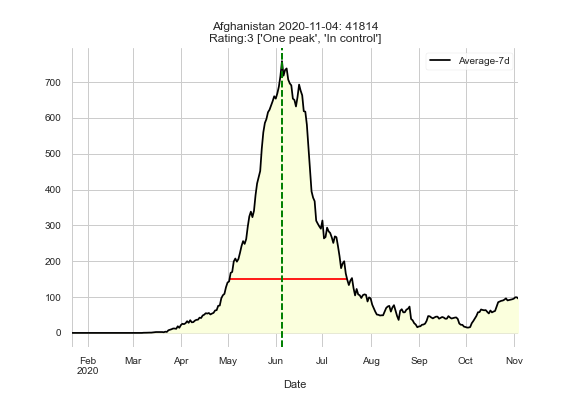 Afghanistan 2020-11-04: 41814
Rating:3 ['One peak', 'In control']
Average-7d
700
600
500
400
300
200
100
0
Feb Mar Apr May Jun Jul Aug Sep Oct Nov
2020
Date